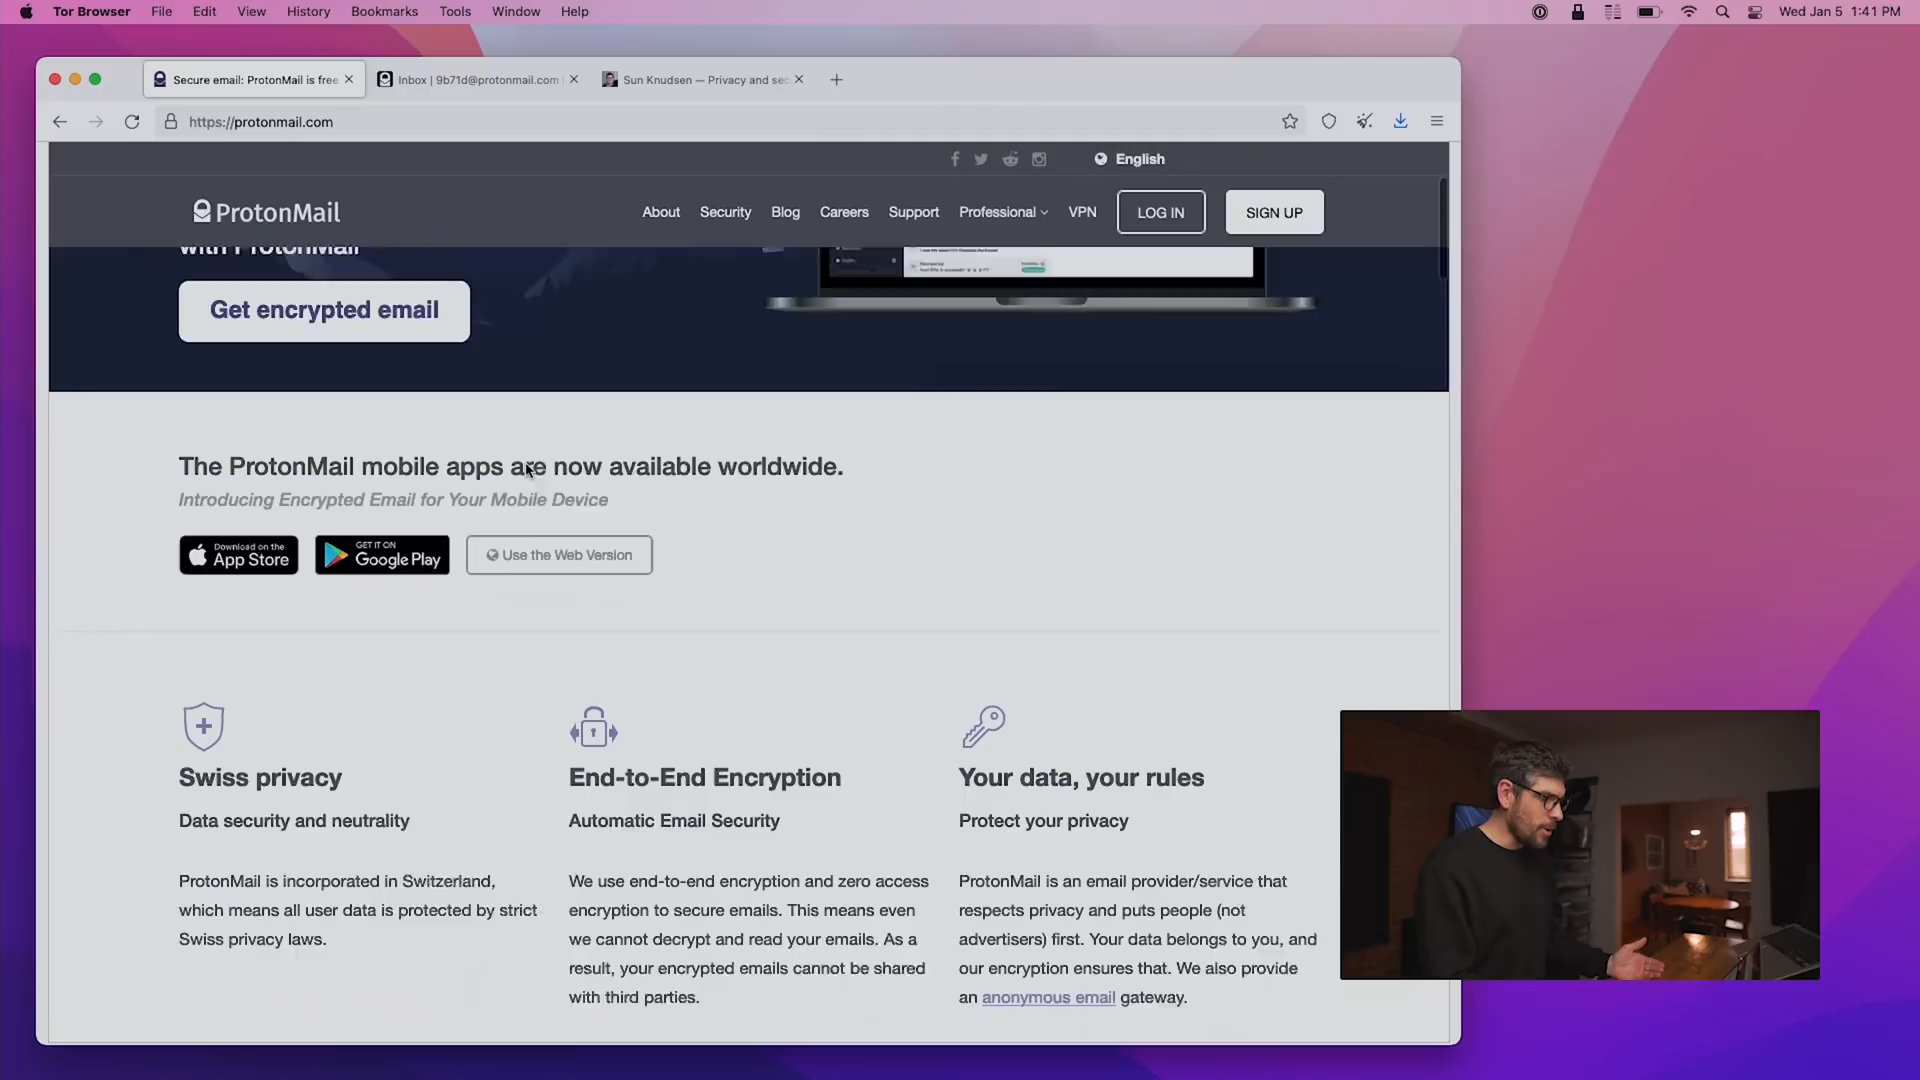 Tor Browser File Edit View History Bookmarks Tools Window Help Wed Jan 5 1:41 PM
Secure email: ProtonMail is free Inbox | 9b71d@protonmail.com | Sun Knudsen — Privacy and sec
https://protonmail.com
English
ProtonMail About Security Blog Careers Support Professional VPN LOG IN SIGN UP
with ProtonMail
Get encrypted email
The ProtonMail mobile apps are now available worldwide.
Introducing Encrypted Email for Your Mobile Device
Download on the App Store
GET IT ON Google Play
Use the Web Version
Swiss privacy
Data security and neutrality
ProtonMail is incorporated in Switzerland,
which means all user data is protected by strict
Swiss privacy laws.
End-to-End Encryption
Automatic Email Security
We use end-to-end encryption and zero access
encryption to secure emails. This means even
we cannot decrypt and read your emails. As a
result, your encrypted emails cannot be shared
with third parties.
Your data, your rules
Protect your privacy
ProtonMail is an email provider/service that
respects privacy and puts people (not
advertisers) first. Your data belongs to you, and
our encryption ensures that. We also provide
an anonymous email gateway.